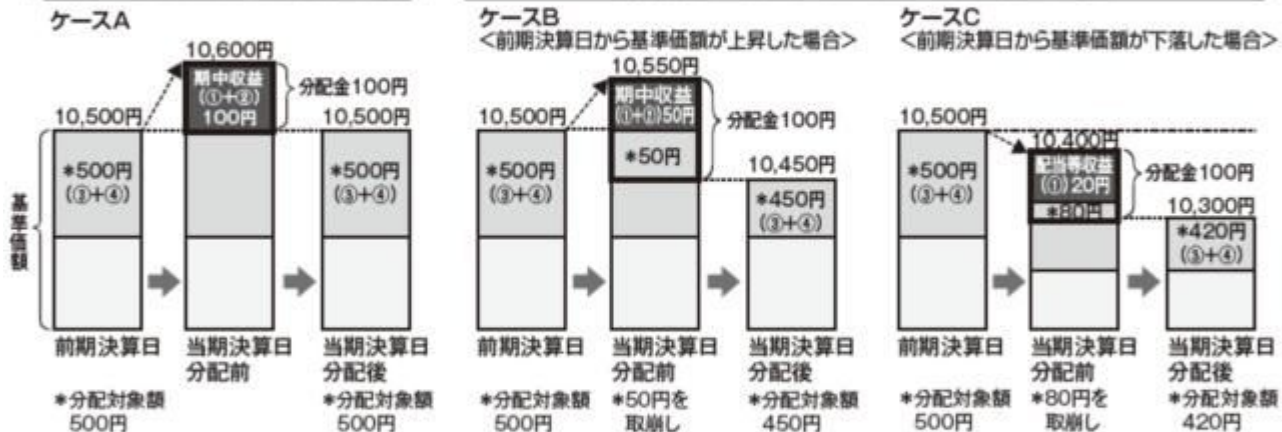 ケースA
10,600円
期中収益
(①+②)
100円
分配金100円
10,500円
10,500円
*500円
(③+④)
*500円
(③+④)
基準価額
前期決算日
当期決算日
分配前
当期決算日
分配後
*分配対象額
500円
*分配対象額
500円
ケースB
<前期決算日から基準価額が上昇した場合>
10,550円
期中収益
(①+②)50円
分配金100円
10,500円
*50円
10,450円
*500円
(③+④)
*450円
(③+④)
前期決算日
当期決算日
分配前
当期決算日
分配後
*分配対象額
500円
*50円を
取崩し
*分配対象額
450円
ケースC
<前期決算日から基準価額が下落した場合>
10,500円
10,400円
配当等収益
(①)20円
分配金100円
*80円
10,300円
*500円
(③+④)
*420円
(③+④)
前期決算日
当期決算日
分配前
当期決算日
分配後
*分配対象額
500円
*80円を
取崩し
*分配対象額
420円